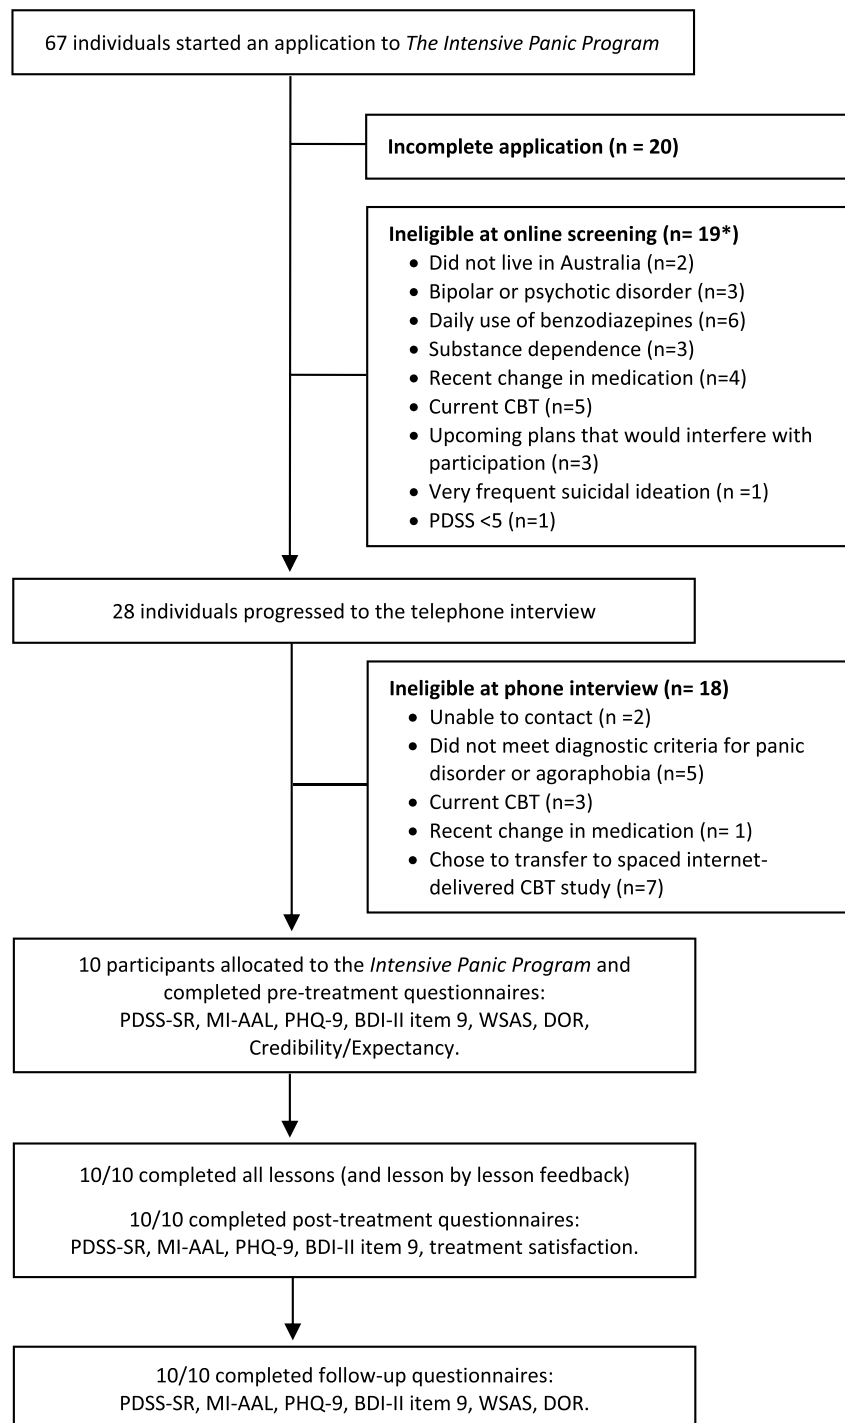 67 individuals started an application to The Intensive Panic Program
Incomplete application (n = 20)
Ineligible at online screening (n= 19*)
• Did not live in Australia (n=2)
• Bipolar or psychotic disorder (n=3)
• Daily use of benzodiazepines (n=6)
• Substance dependence (n=3)
• Recent change in medication (n=4)
• Current CBT (n=5)
• Upcoming plans that would interfere with
participation (n=3)
• Very frequent suicidal ideation (n =1)
• PDSS <5 (n=1)
28 individuals progressed to the telephone interview
Ineligible at phone interview (n= 18)
• Unable to contact (n =2)
• Did not meet diagnostic criteria for panic
disorder or agoraphobia (n=5)
• Current CBT (n=3)
• Recent change in medication (n= 1)
• Chose to transfer to spaced internet-
delivered CBT study (n=7)
10 participants allocated to the Intensive Panic Program and
completed pre-treatment questionnaires:
PDSS-SR, MI-AAL, PHQ-9, BDI-II item 9, WSAS, DOR,
Credibility/Expectancy.
10/10 completed all lessons (and lesson by lesson feedback)
10/10 completed post-treatment questionnaires:
PDSS-SR, MI-AAL, PHQ-9, BDI-II item 9, treatment satisfaction.
10/10 completed follow-up questionnaires:
PDSS-SR, MI-AAL, PHQ-9, BDI-II item 9, WSAS, DOR.